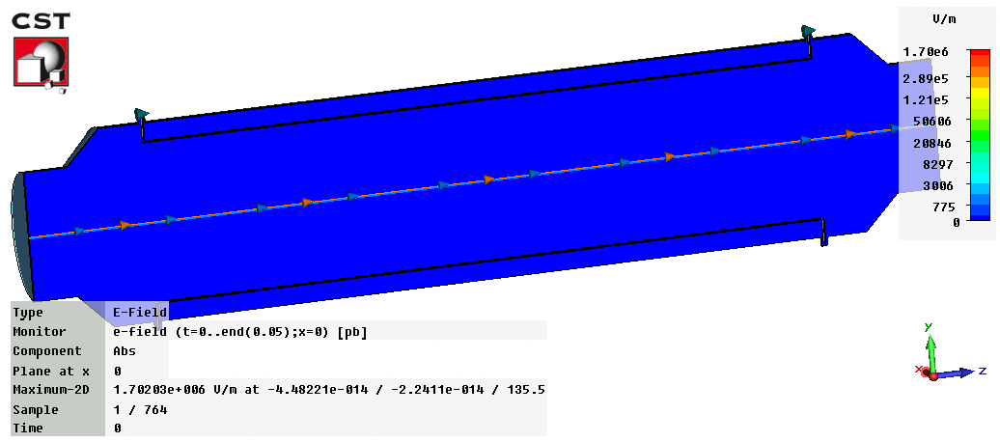 CST
V/m
1.70e6
2.89e5
1.21e5
50606
20846
8297
3006
775
0
Type E-Field
Monitor e-field (t=0..end(0.05);x=0) [pb]
Component Abs
Plane at x 0
Maximum-2D 1.70203e+006 V/m at -4.48221e-014 / -2.2411e-014 / 135.5
Sample 1 / 764
Time 0
y
x
z